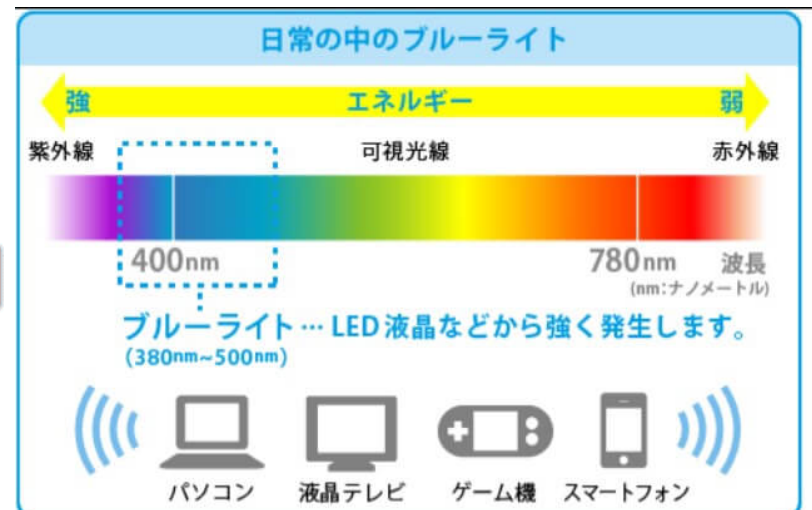 日常の中のブルーライト
強 エネルギー 弱
紫外線 可視光線 赤外線
400nm 780nm 波長
(nm:ナノメートル)
ブルーライト… LED液晶などから強く発生します。
(380nm~500nm)
パソコン 液晶テレビ ゲーム機 スマートフォン